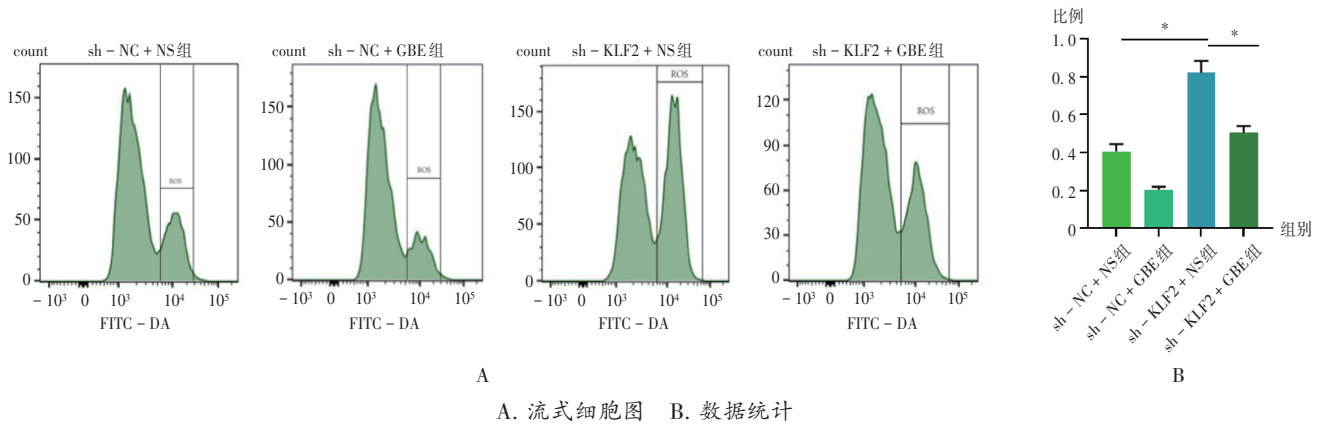 count sh-NC+NS组
150
100
50
0
ROS
-10³ 0 10³ 10⁴ 10⁵
FITC-DA
count sh-NC+GBE组
150
100
50
0
ROS
-10³ 0 10³ 10⁴ 10⁵
FITC-DA
count sh-KLF2+NS组
150
100
50
0
ROS
-10³ 0 10³ 10⁴ 10⁵
FITC-DA
count sh-KLF2+GBE组
120
90
60
30
0
ROS
-10³ 0 10³ 10⁴ 10⁵
FITC-DA
A
比例
1.0
0.8
0.6
0.4
0.2
0
* *
组别
sh-NC+NS组
sh-NC+GBE组
sh-KLF2+NS组
sh-KLF2+GBE组
B
A. 流式细胞图 B. 数据统计